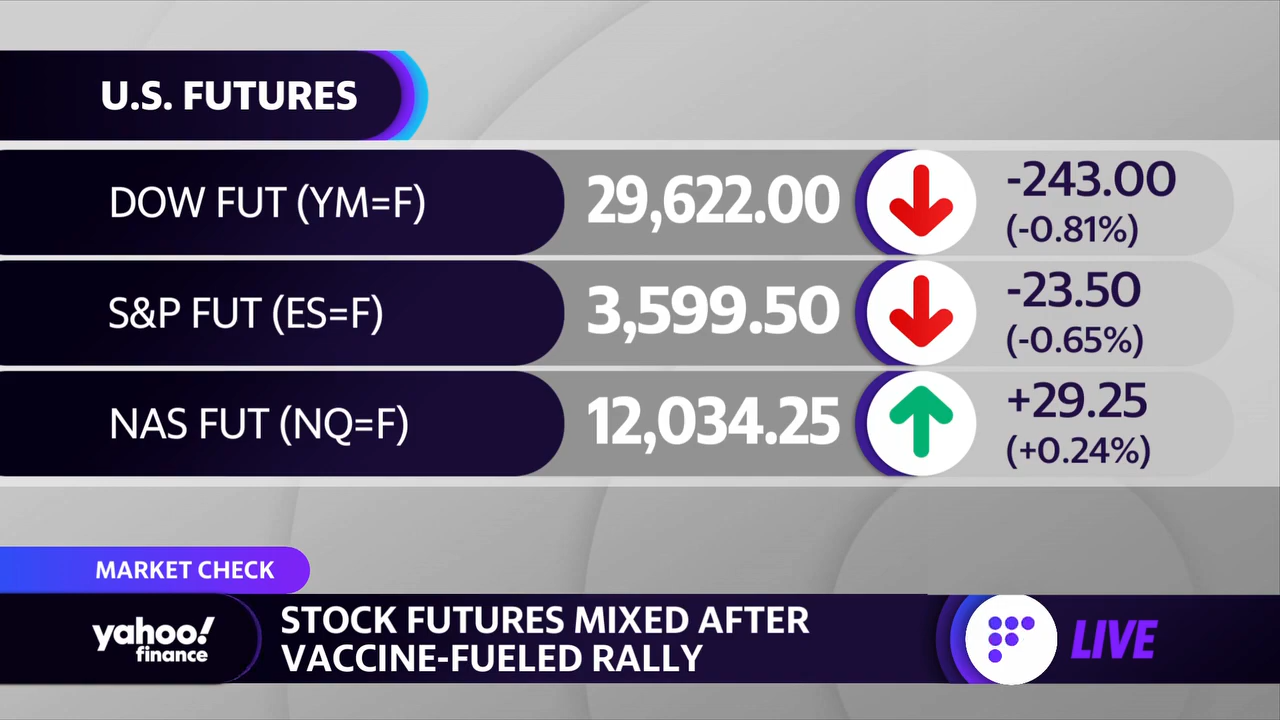 U.S. FUTURES
DOW FUT (YM=F) 29,622.00 -243.00
(-0.81%)
S&P FUT (ES=F) 3,599.50 -23.50
(-0.65%)
NAS FUT (NQ=F) 12,034.25 +29.25
(+0.24%)
MARKET CHECK
yahoo!
finance
STOCK FUTURES MIXED AFTER
VACCINE-FUELED RALLY
LIVE